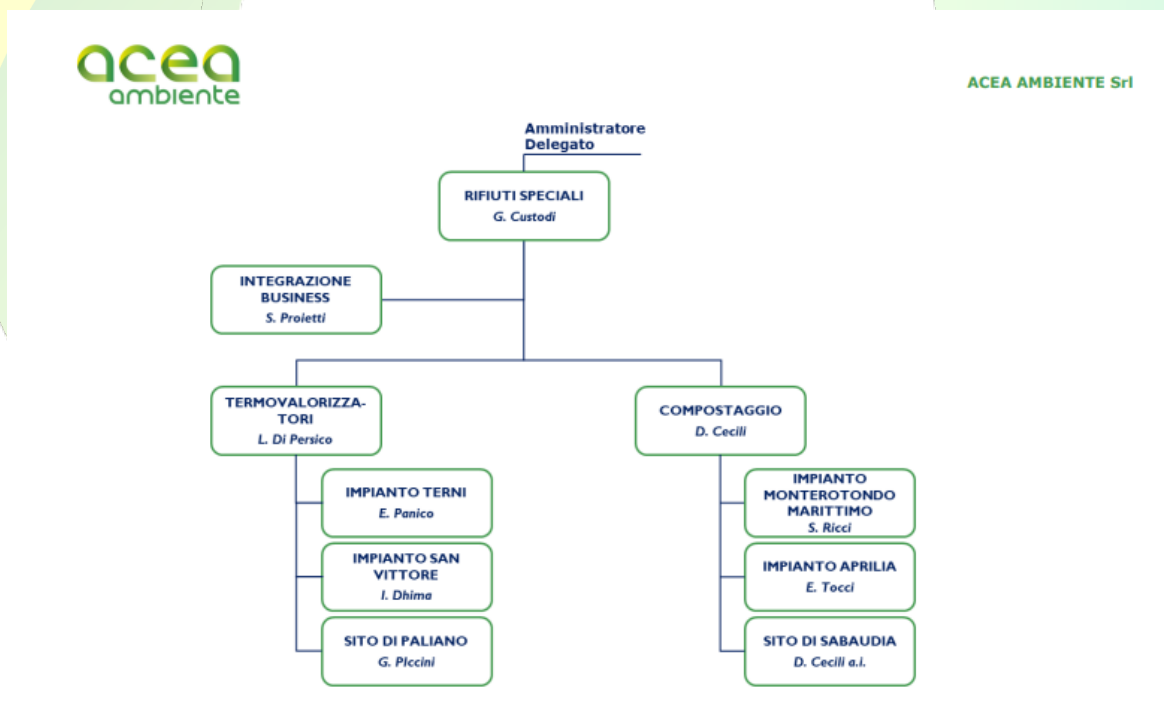 acea
ambiente
ACEA AMBIENTE Srl
Amministratore
Delegato
RIFIUTI SPECIALI
G. Custodi
INTEGRAZIONE
BUSINESS
S. Proietti
TERMOVALORIZZA-
TORI
L. Di Persico
COMPOSTAGGIO
D. Cecili
IMPIANTO TERNI
E. Panico
IMPIANTO SAN
VITTORE
I. Dhima
SITO DI PALIANO
G. PIccini
IMPIANTO
MONTEROTONDO
MARITTIMO
S. Ricci
IMPIANTO APRILIA
E. Tocci
SITO DI SABAUDIA
D. Cecili a.i.